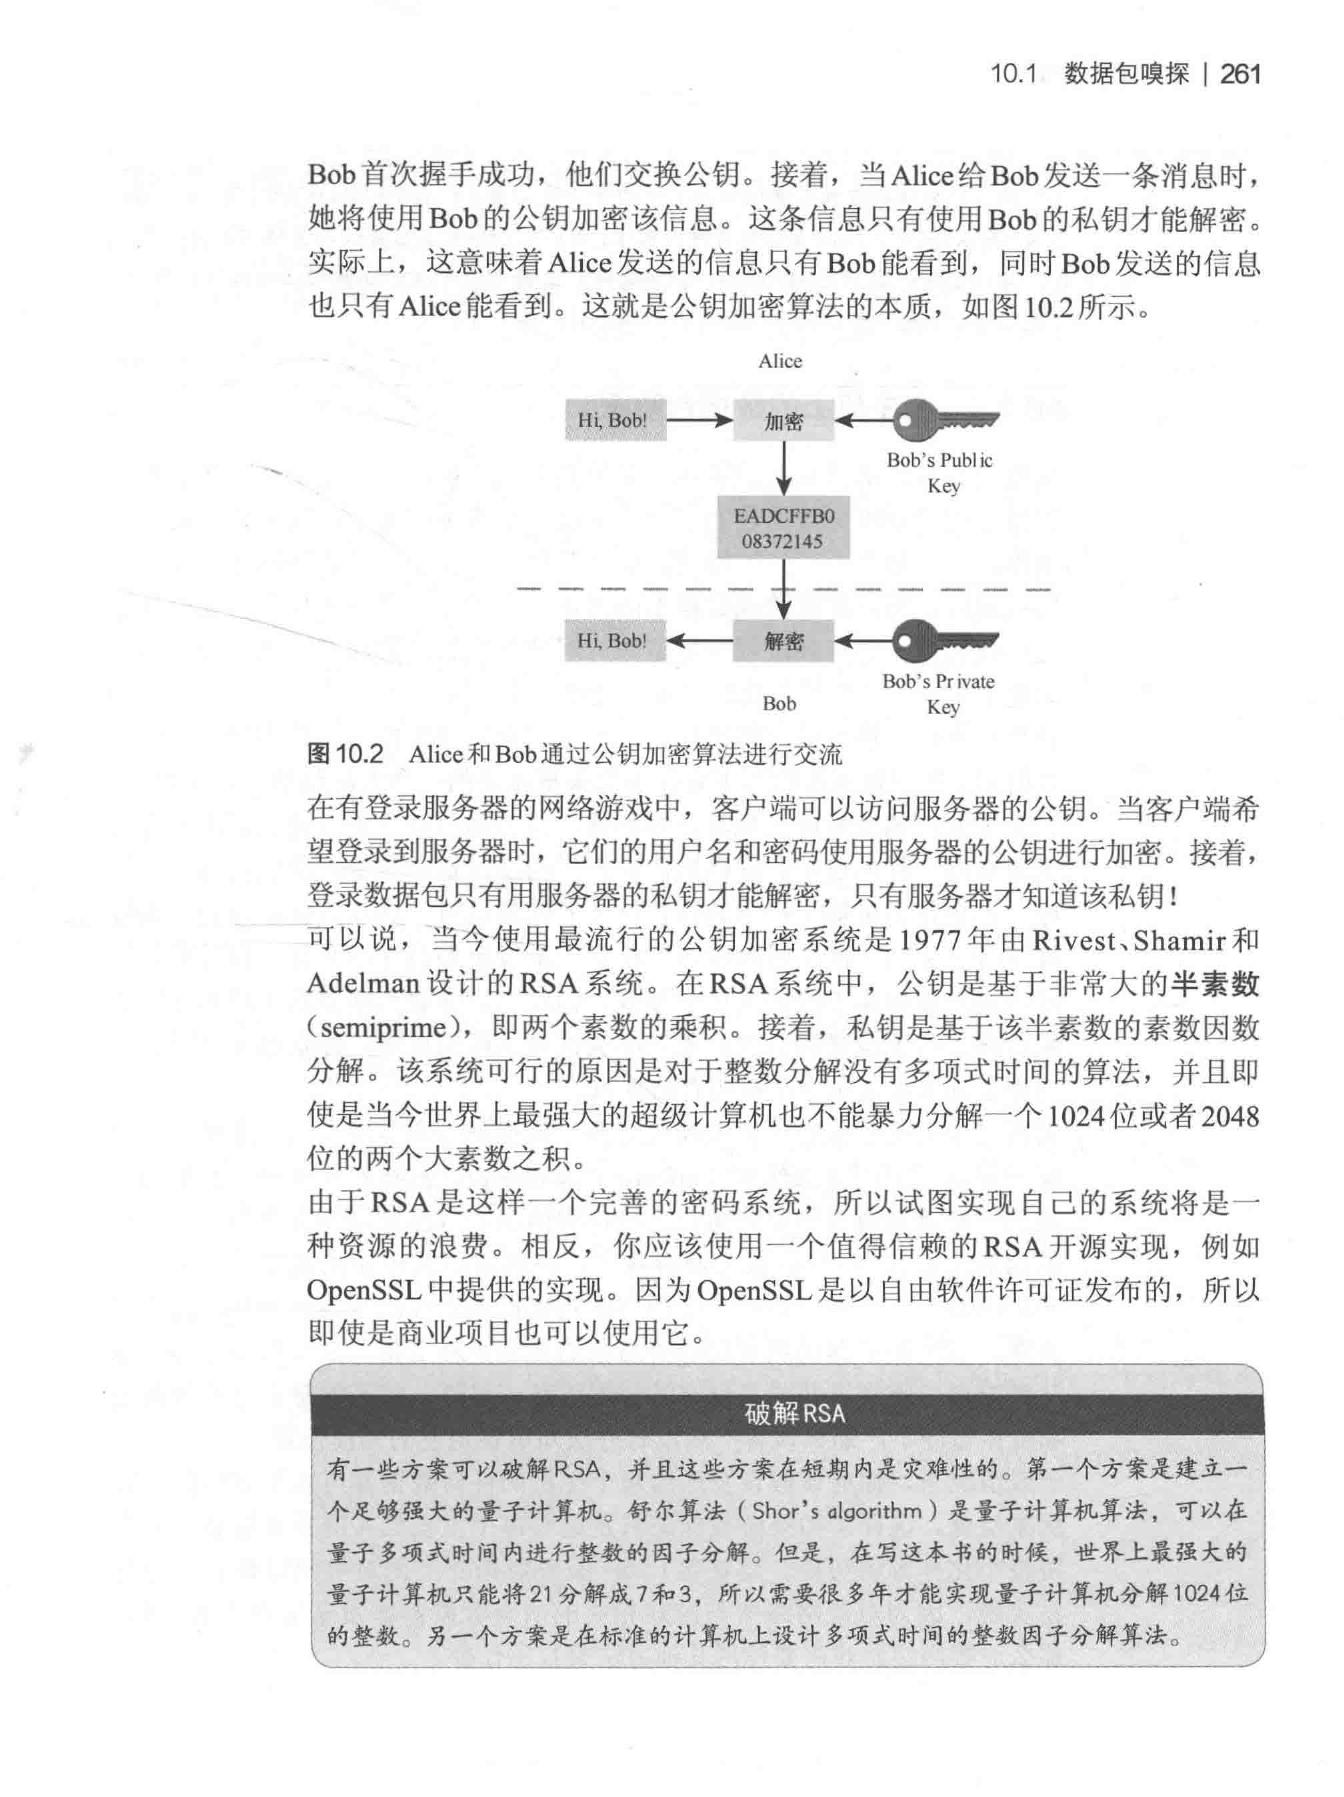 10.1 数据包嗅探 | 261
Bob首次握手成功，他们交换公钥。接着，当Alice给Bob发送一条消息时，
她将使用Bob的公钥加密该信息。这条信息只有使用Bob的私钥才能解密。
实际上，这意味着Alice发送的信息只有Bob能看到，同时Bob发送的信息
也只有Alice能看到。这就是公钥加密算法的本质，如图10.2所示。
Alice
Hi, Bob!
加密
Bob's Public
Key
EADCFFB0
08372145
Hi, Bob!
解密
Bob's Private
Key
Bob
图10.2 Alice和Bob通过公钥加密算法进行交流
在有登录服务器的网络游戏中，客户端可以访问服务器的公钥。当客户端希
望登录到服务器时，它们的用户名和密码使用服务器的公钥进行加密。接着，
登录数据包只有用服务器的私钥才能解密，只有服务器才知道该私钥！
可以说，当今使用最流行的公钥加密系统是1977年由Rivest、Shamir和
Adelman设计的RSA系统。在RSA系统中，公钥是基于非常大的半素数
（semiprime），即两个素数的乘积。接着，私钥是基于该半素数的素数因数
分解。该系统可行的原因是对于整数分解没有多项式时间的算法，并且即
使是当今世界上最强大的超级计算机也不能暴力分解一个1024位或者2048
位的两个大素数之积。
由于RSA是这样一个完善的密码系统，所以试图实现自己的系统将是一
种资源的浪费。相反，你应该使用一个值得信赖的RSA开源实现，例如
OpenSSL中提供的实现。因为OpenSSL是以自由软件许可证发布的，所以
即使是商业项目也可以使用它。
破解RSA
有一些方案可以破解RSA，并且这些方案在短期内是灾难性的。第一个方案是建立一
个足够强大的量子计算机。舒尔算法（Shor's algorithm）是量子计算机算法，可以在
量子多项式时间内进行整数的因子分解。但是，在写这本书的时候，世界上最强大的
量子计算机只能将21分解成7和3，所以需要很多年才能实现量子计算机分解1024位
的整数。另一个方案是在标准的计算机上设计多项式时间的整数因子分解算法。